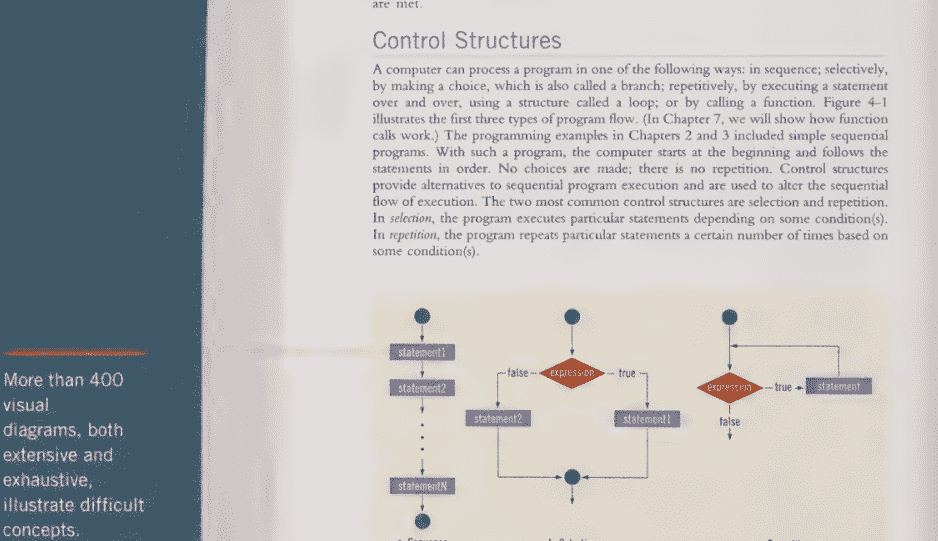 are met.
Control Structures
A computer can process a program in one of the following ways: in sequence; selectively,
by making a choice, which is also called a branch; repetitively, by executing a statement
over and over, using a structure called a loop; or by calling a function. Figure 4–1
illustrates the first three types of program flow. (In Chapter 7, we will show how function
calls work.) The programming examples in Chapters 2 and 3 included simple sequential
programs. With such a program, the computer starts at the beginning and follows the
statements in order. No choices are made; there is no repetition. Control structures
provide alternatives to sequential program execution and are used to alter the sequential
flow of execution. The two most common control structures are selection and repetition.
In selection, the program executes particular statements depending on some condition(s).
In repetition, the program repeats particular statements a certain number of times based on
some condition(s).
statement1
statement2
statementN
false
expression
true
statement2
statement1
expression
true
statement
false
More than 400
visual
diagrams, both
extensive and
exhaustive,
illustrate difficult
concepts.